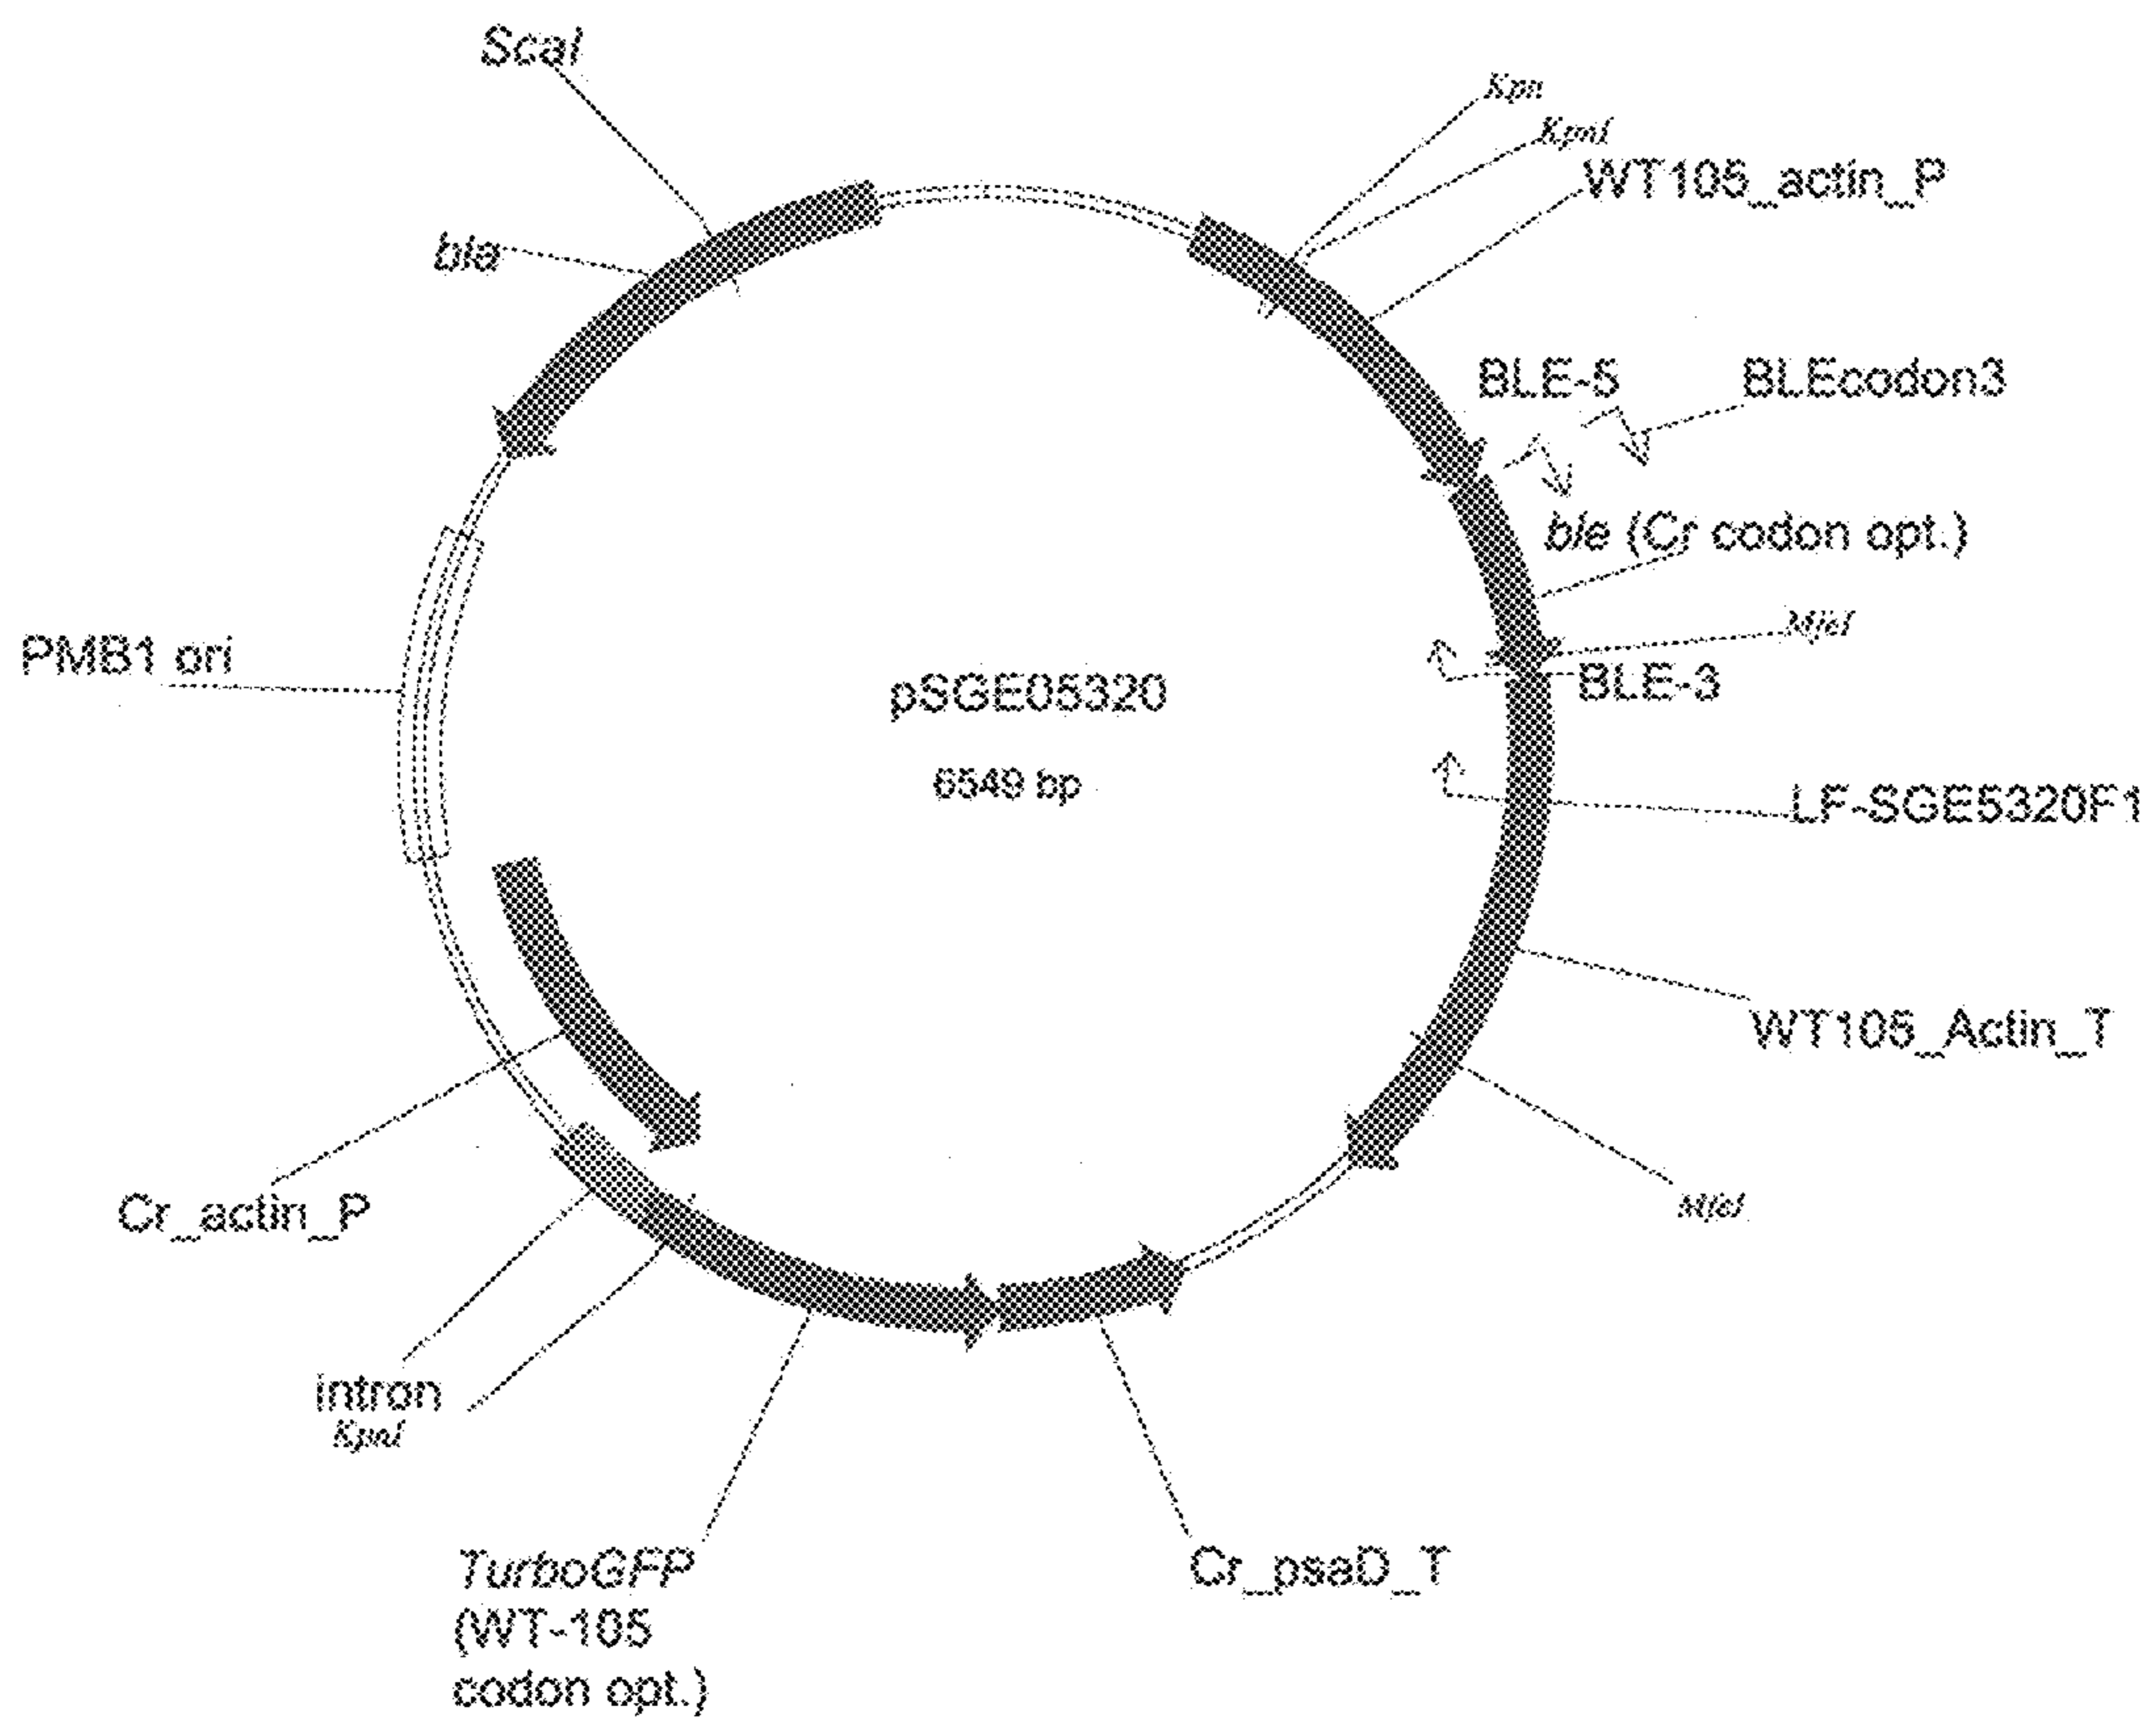 ScaI
Kpn
KpnI
WT105_actin_P
bla
BLE-5
BLEcodon3
ble (Cr codon opt.)
MfeI
PMB1 ori
BLE-3
pSGE05320
6549 bp
LF-SGE5320F1
WT105_Actin_T
MfeI
Cr_actin_P
intron
KpnI
TurboGFP
(WT-105
codon opt.)
Cr_psaD_T